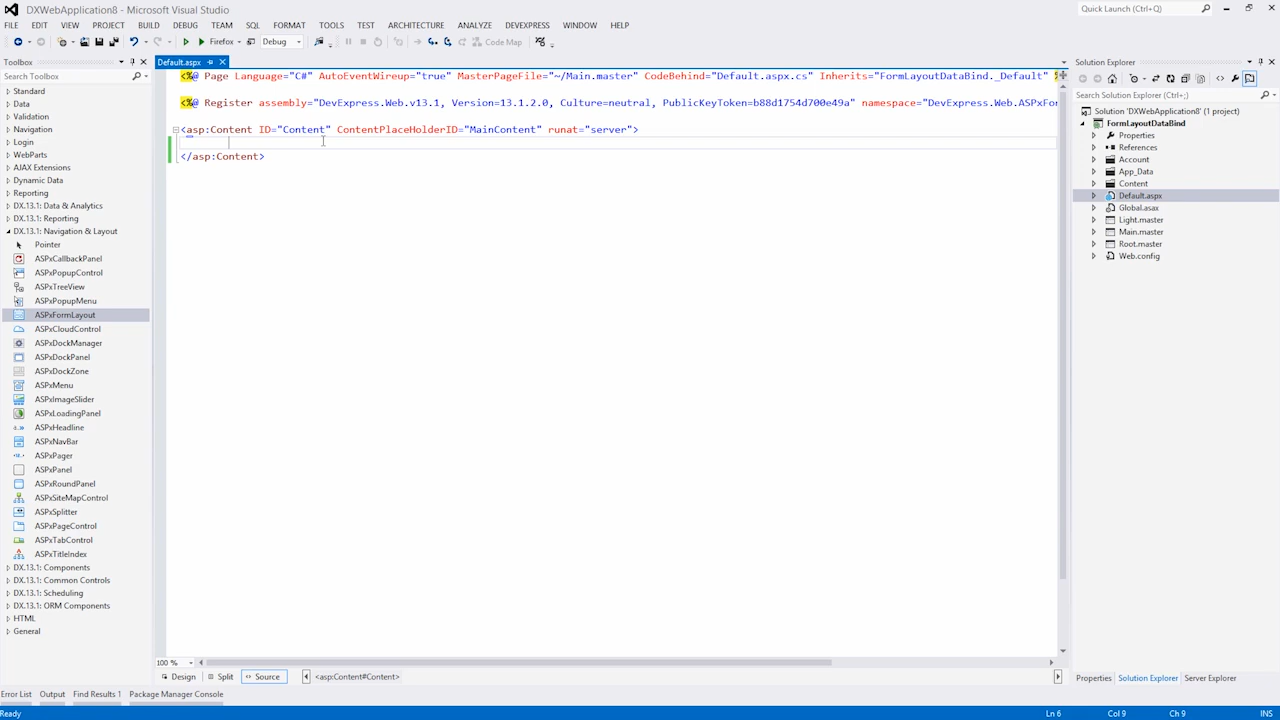 DXWebApplication8 - Microsoft Visual Studio
Quick Launch (Ctrl+Q)
FILE EDIT VIEW PROJECT BUILD DEBUG TEAM SQL FORMAT TOOLS TEST ARCHITECTURE ANALYZE DEVEXPRESS WINDOW HELP
Firefox Debug Code Map
Toolbox
Search Toolbox
Standard
Data
Validation
Navigation
Login
WebParts
AJAX Extensions
Dynamic Data
Reporting
DX.13.1: Data & Analytics
DX.13.1: Reporting
DX.13.1: Navigation & Layout
Pointer
ASPxCallbackPanel
ASPxPopupControl
ASPxTreeView
ASPxPopupMenu
ASPxFormLayout
ASPxCloudControl
ASPxDockManager
ASPxDockPanel
ASPxDockZone
ASPxMenu
ASPxImageSlider
ASPxLoadingPanel
ASPxHeadline
ASPxNavBar
ASPxPager
ASPxPanel
ASPxRoundPanel
ASPxSiteMapControl
ASPxSplitter
ASPxPageControl
ASPxTabControl
ASPxTitleIndex
DX.13.1: Components
DX.13.1: Common Controls
DX.13.1: Scheduling
DX.13.1: ORM Components
HTML
General
Default.aspx
<%@ Page Language="C#" AutoEventWireup="true" MasterPageFile="~/Main.master" CodeBehind="Default.aspx.cs" Inherits="FormLayoutDataBind._Default" %
<%@ Register assembly="DevExpress.Web.v13.1, Version=13.1.2.0, Culture=neutral, PublicKeyToken=b88d1754d700e49a" namespace="DevExpress.Web.ASPxFor
<asp:Content ID="Content" ContentPlaceHolderID="MainContent" runat="server">
</asp:Content>
100 %
Design Split Source <asp:Content#Content>
Solution Explorer
Search Solution Explorer (Ctrl+;)
Solution 'DXWebApplication8' (1 project)
FormLayoutDataBind
Properties
References
Account
App_Data
Content
Default.aspx
Global.asax
Light.master
Main.master
Root.master
Web.config
Properties Solution Explorer Server Explorer
Error List Output Find Results 1 Package Manager Console
Ready Ln 6 Col 9 Ch 9 INS